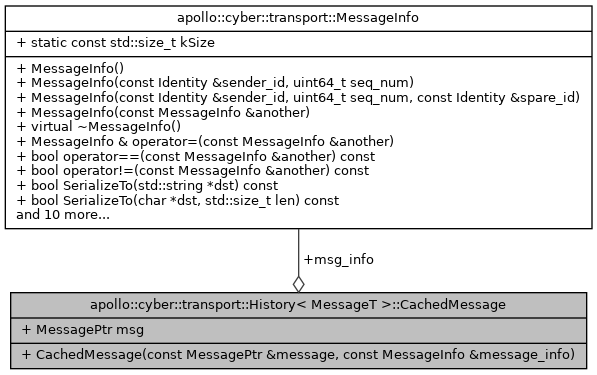 apollo::cyber::transport::MessageInfo
+ static const std::size_t kSize
+ MessageInfo()
+ MessageInfo(const Identity &sender_id, uint64_t seq_num)
+ MessageInfo(const Identity &sender_id, uint64_t seq_num, const Identity &spare_id)
+ MessageInfo(const MessageInfo &another)
+ virtual ~MessageInfo()
+ MessageInfo & operator=(const MessageInfo &another)
+ bool operator==(const MessageInfo &another) const
+ bool operator!=(const MessageInfo &another) const
+ bool SerializeTo(std::string *dst) const
+ bool SerializeTo(char *dst, std::size_t len) const
and 10 more...
+msg_info
apollo::cyber::transport::History< MessageT >::CachedMessage
+ MessagePtr msg
+ CachedMessage(const MessagePtr &message, const MessageInfo &message_info)